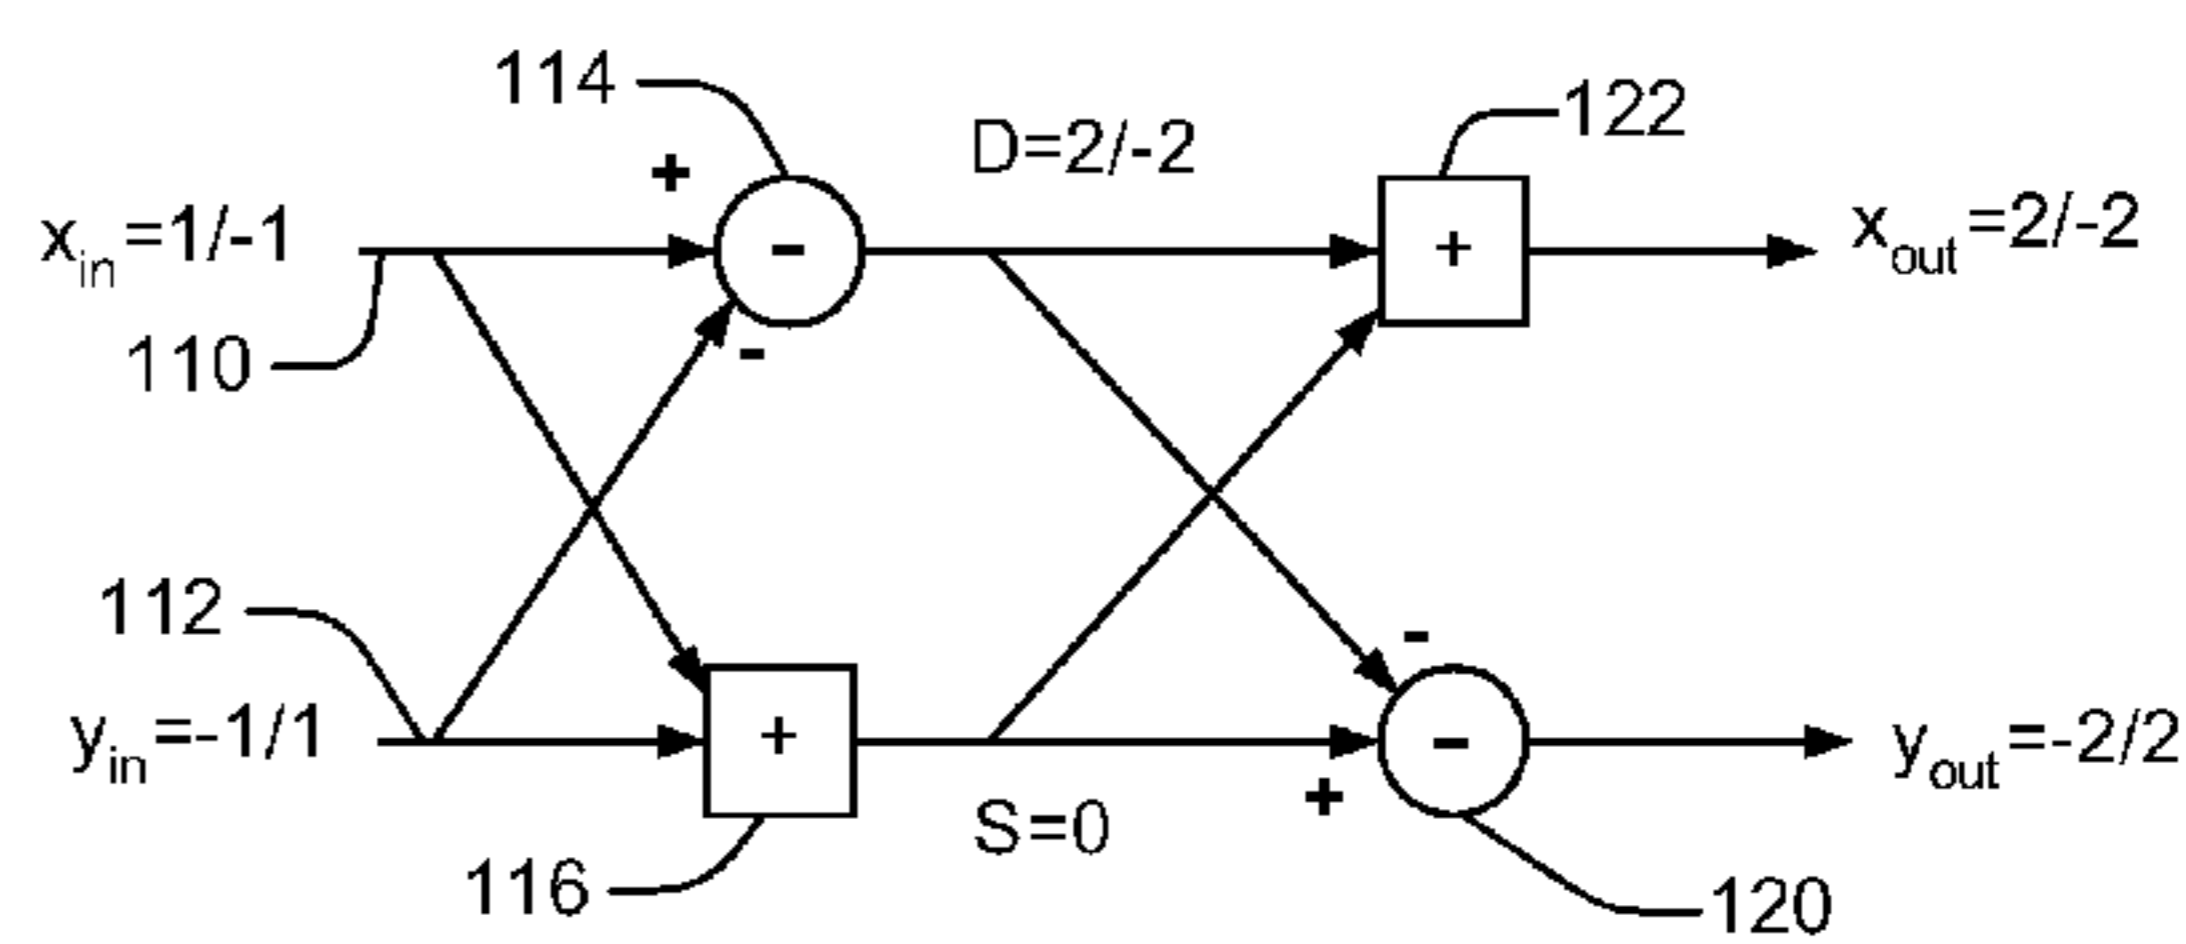 114
122
+
D=2/-2
x_in=1/-1
-
+
x_out=2/-2
-
110
112
-
y_in=-1/1
+
-
y_out=-2/2
+
S=0
116
120